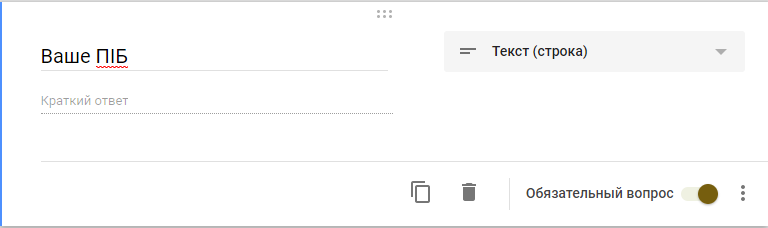 Ваше ПІБ
Текст (строка)
Краткий ответ
Обязательный вопрос